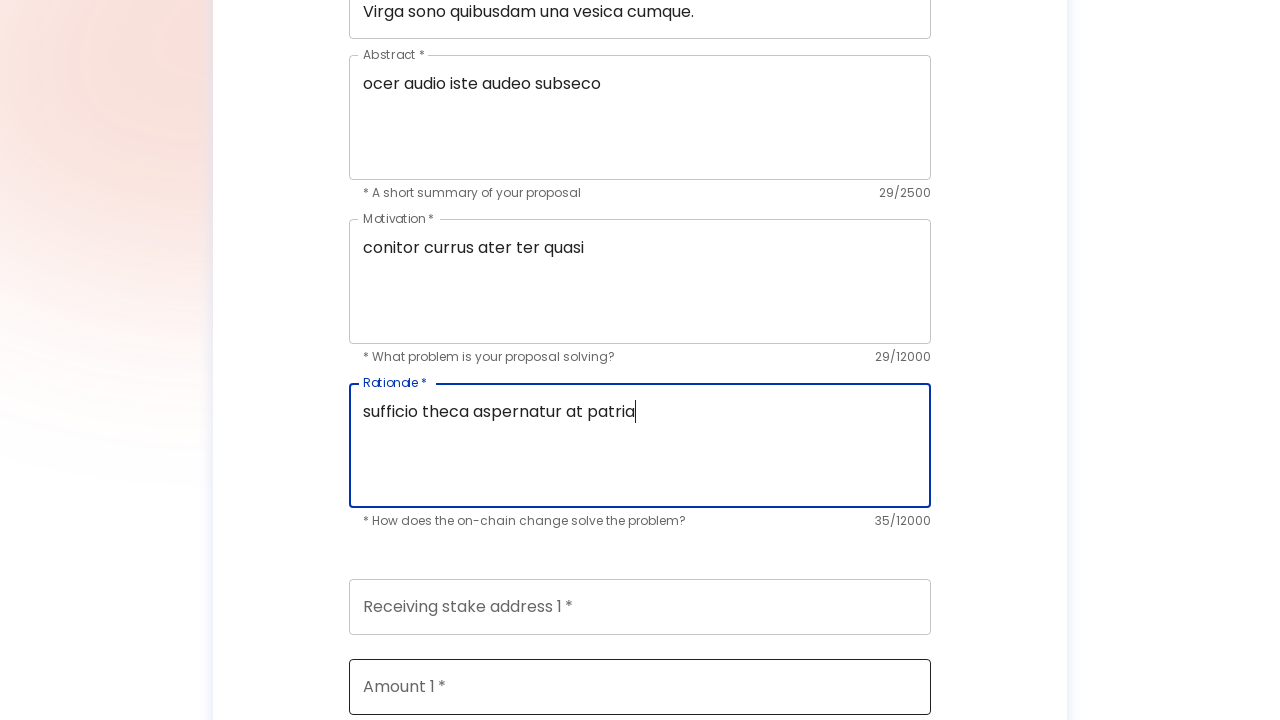 Virga sono quibusdam una vesica cumque.
Abstract *
ocer audio iste audeo subseco
* A short summary of your proposal
29/2500
Motivation *
conitor currus ater ter quasi
* What problem is your proposal solving?
29/12000
Rationale *
sufficio theca aspernatur at patria
* How does the on-chain change solve the problem?
35/12000
Receiving stake address 1 *
Amount 1 *